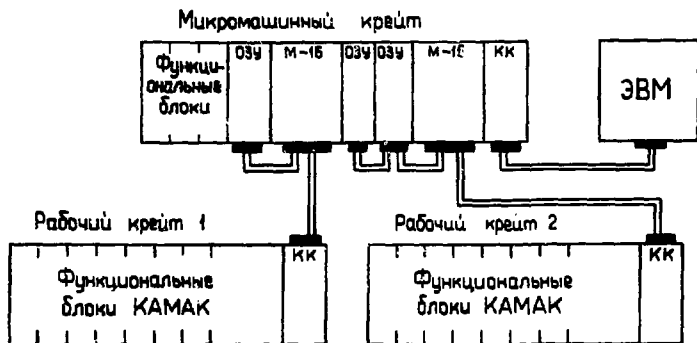 Микромашинный крейт
ОЗУ М-16 ОЗУ ОЗУ М-16 КК
Функци-
ональные
блоки
ЭВМ
Рабочий крейт 1
Рабочий крейт 2
КК
КК
Функциональные
блоки КАМАК
Функциональные
блоки КАМАК